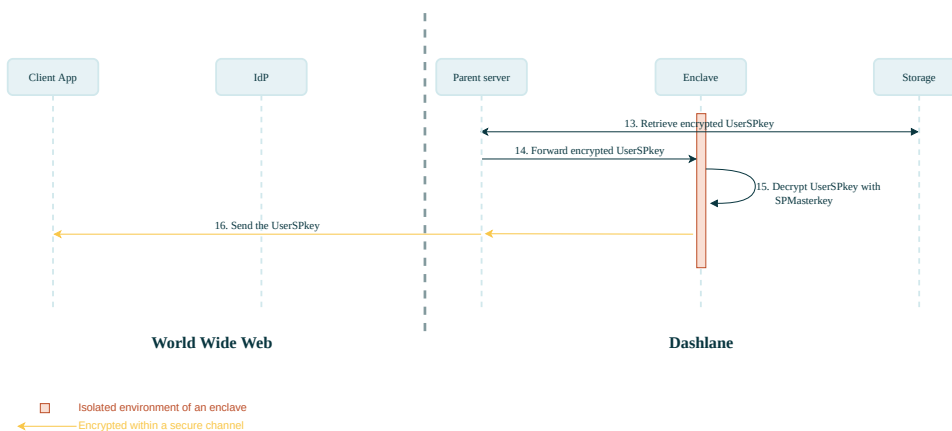 Client App
IdP
Parent server
Enclave
Storage
13. Retrieve encrypted UserSPkey
14. Forward encrypted UserSPkey
15. Decrypt UserSPkey with
SPMasterkey
16. Send the UserSPkey
World Wide Web
Dashlane
Isolated environment of an enclave
Encrypted within a secure channel